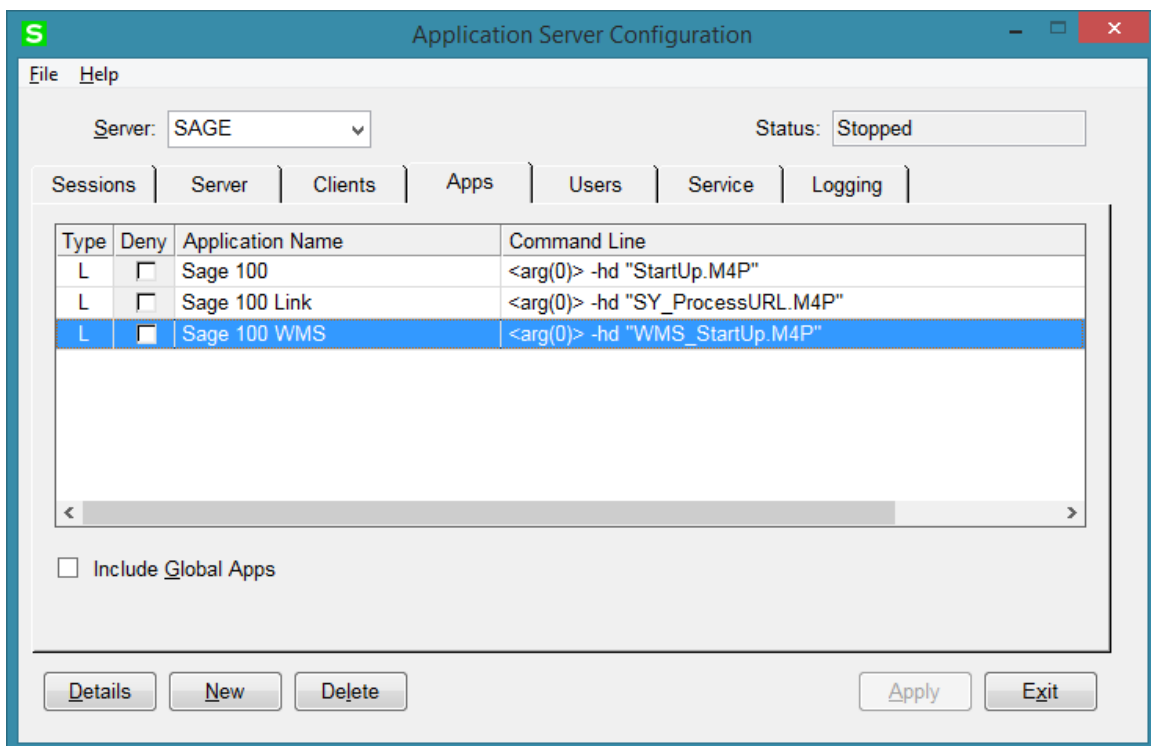 S Application Server Configuration
File Help
Server: SAGE Status: Stopped
Sessions Server Clients Apps Users Service Logging
Type Deny Application Name Command Line
L Sage 100 <arg(0)> -hd "StartUp.M4P"
L Sage 100 Link <arg(0)> -hd "SY_ProcessURL.M4P"
L Sage 100 WMS <arg(0)> -hd "WMS_StartUp.M4P"
Include Global Apps
Details New Delete Apply Exit